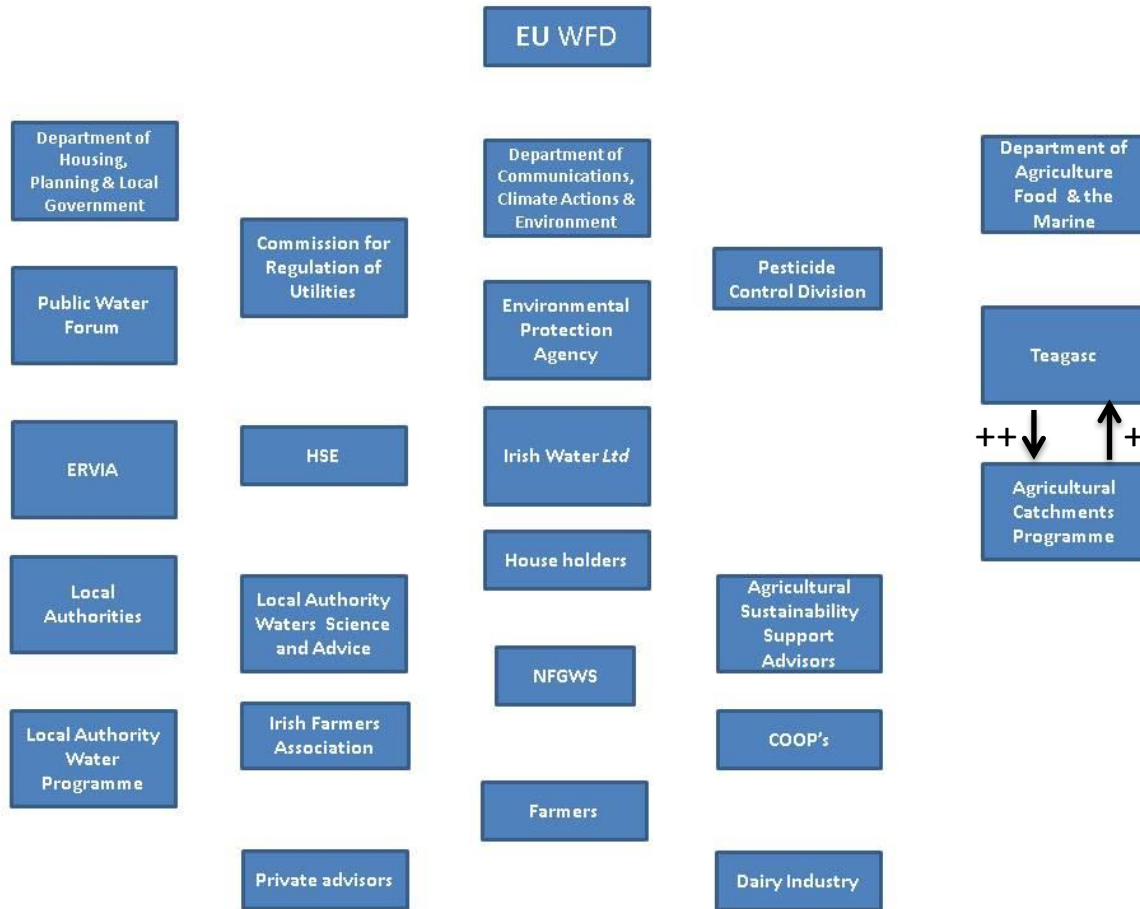 EU WFD
Department of
Housing,
Planning & Local
Government
Department of
Communications,
Climate Actions &
Environment
Department of
Agriculture
Food & the
Marine
Commission for
Regulation of
Utilities
Pesticide
Control Division
Public Water
Forum
Environmental
Protection
Agency
Teagasc
++
+
ERVIA
HSE
Irish Water Ltd
Agricultural
Catchments
Programme
House holders
Local
Authorities
Local Authority
Waters Science
and Advice
Agricultural
Sustainability
Support
Advisors
NFGWS
Local Authority
Water
Programme
Irish Farmers
Association
COOP's
Farmers
Private advisors
Dairy Industry